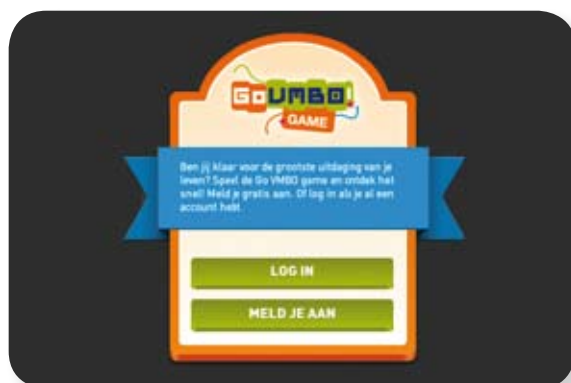 GO VMBO!
GAME
Ben jij klaar voor de grootste uitdaging van je
leven? Speel de Go VMBO game en ontdek het
snel! Meld je gratis aan. Of log in als je al een
account hebt.
LOG IN
MELD JE AAN